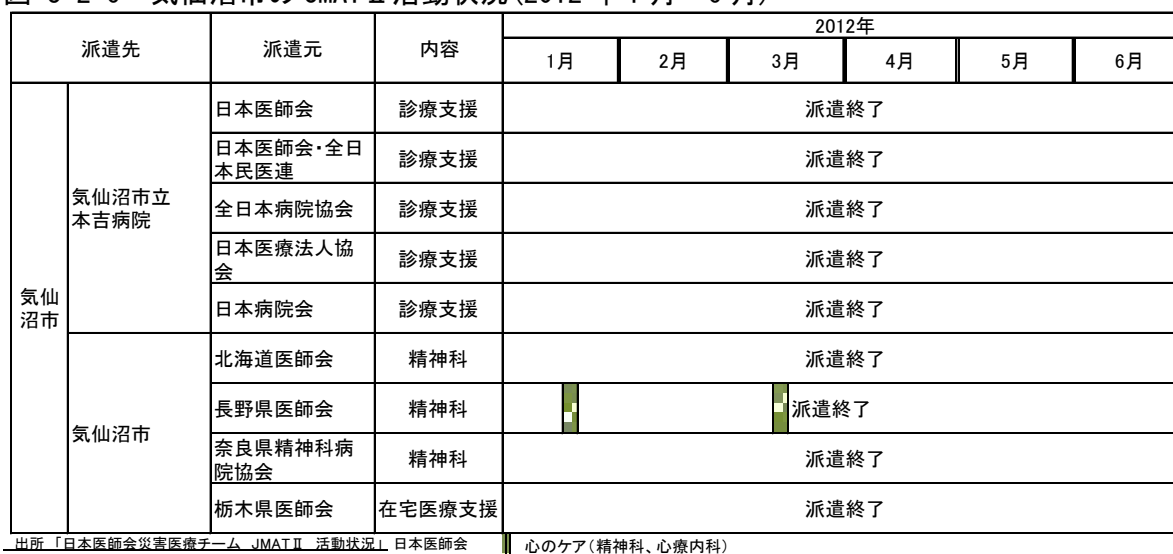 2012年
派遣先 派遣元 内容 1月 2月 3月 4月 5月 6月
気仙沼市
気仙沼市立
本吉病院
日本医師会 診療支援 派遣終了
日本医師会・全日
本民医連 診療支援 派遣終了
全日本病院協会 診療支援 派遣終了
日本医療法人協
会 診療支援 派遣終了
日本病院会 診療支援 派遣終了
気仙沼市
北海道医師会 精神科 派遣終了
長野県医師会 精神科 派遣終了
奈良県精神科病
院協会 精神科 派遣終了
栃木県医師会 在宅医療支援 派遣終了
出所 「日本医師会災害医療チーム JMATⅡ 活動状況」 日本医師会 心のケア(精神科、心療内科)